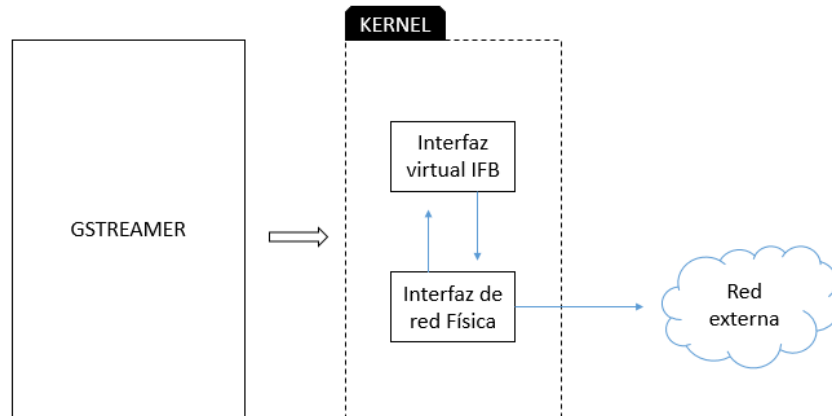 KERNEL
GSTREAMER
Interfaz
virtual IFB
Interfaz de
red Física
Red
externa